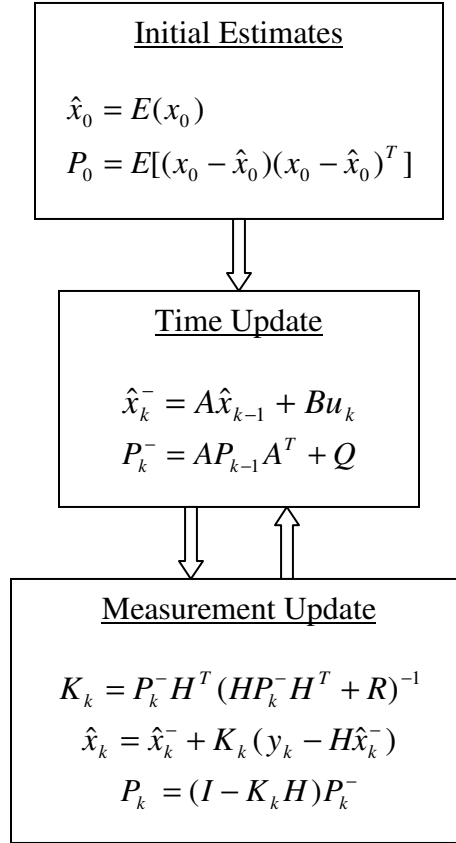 Initial Estimates
x̂₀ = E(x₀)
P₀ = E[(x₀ − x̂₀)(x₀ − x̂₀)ᵀ]
Time Update
x̂ₖ⁻ = Ax̂ₖ₋₁ + Buₖ
Pₖ⁻ = APₖ₋₁Aᵀ + Q
Measurement Update
Kₖ = Pₖ⁻Hᵀ(HPₖ⁻Hᵀ + R)⁻¹
x̂ₖ = x̂ₖ⁻ + Kₖ(yₖ − Hx̂ₖ⁻)
Pₖ = (I − KₖH)Pₖ⁻